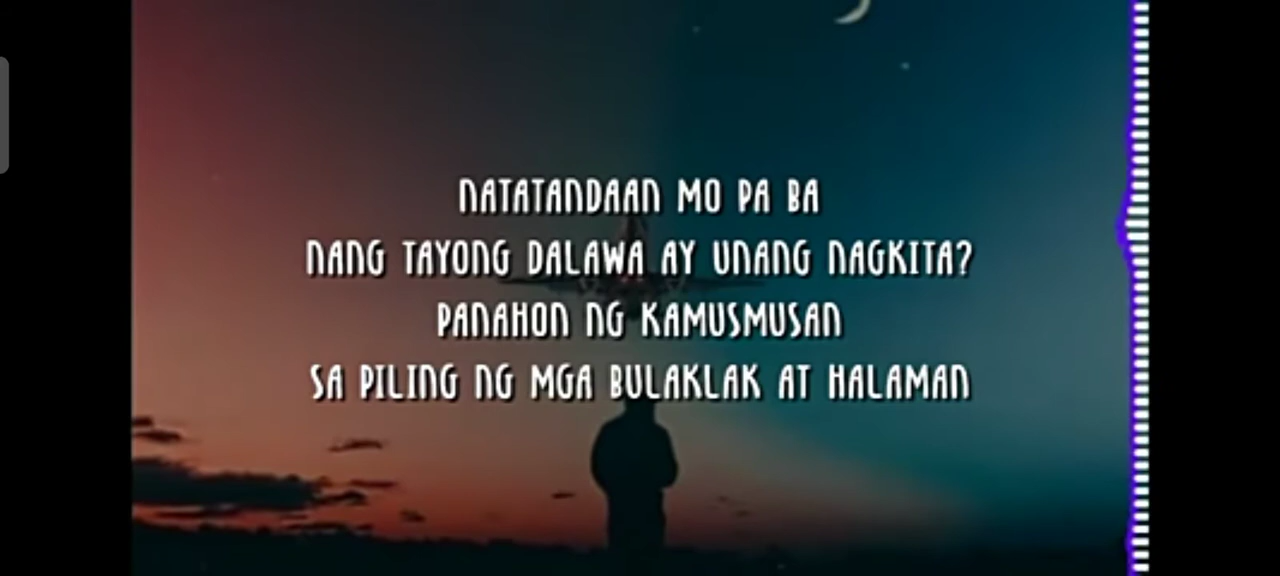 NATATANDAAN MO PA BA
NANG TAYONG DALAWA AY UNANG NAGKITA?
PANAHON NG KAMUSMUSAN
SA PILING NG MGA BULAKLAK AT HALAMAN